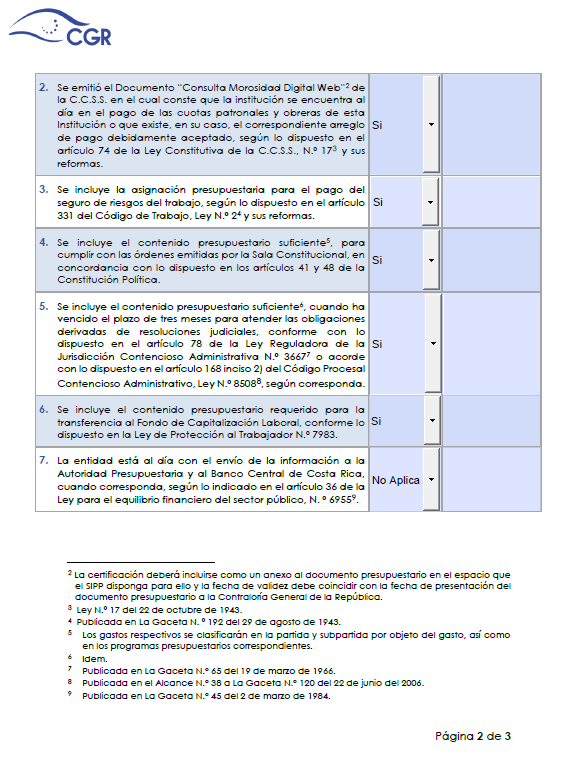 CGR
2. Se emitió el Documento "Consulta Morosidad Digital Web"2 de
la C.C.S.S. en el cual conste que la institución se encuentra al
día en el pago de las cuotas patronales y obreras de esta
Institución o que existe, en su caso, el correspondiente arreglo
de pago debidamente aceptado, según lo dispuesto en el
artículo 74 de la Ley Constitutiva de la C.C.S.S., N.º 173 y sus
reformas.
Si
3. Se incluye la asignación presupuestaria para el pago del
seguro de riesgos del trabajo, según lo dispuesto en el artículo
331 del Código de Trabajo, Ley N.º 24 y sus reformas.
Si
4. Se incluye el contenido presupuestario suficiente5, para
cumplir con las órdenes emitidas por la Sala Constitucional, en
concordancia con lo dispuesto en los artículos 41 y 48 de la
Constitución Política.
Si
5. Se incluye el contenido presupuestario suficiente6, cuando ha
vencido el plazo de tres meses para atender las obligaciones
derivadas de resoluciones judiciales, conforme con lo
dispuesto en el artículo 78 de la Ley Reguladora de la
Jurisdicción Contencioso Administrativa N.º 36677 o acorde
con lo dispuesto en el artículo 168 inciso 2) del Código Procesal
Contencioso Administrativo, Ley N.º 85088, según corresponda.
Si
6. Se incluye el contenido presupuestario requerido para la
transferencia al Fondo de Capitalización Laboral, conforme lo
dispuesto en la Ley de Protección al Trabajador N.º 7983.
Si
7. La entidad está al día con el envío de la información a la
Autoridad Presupuestaria y al Banco Central de Costa Rica,
cuando corresponda, según lo indicado en el artículo 36 de la
Ley para el equilibrio financiero del sector público, N. º 69559.
No Aplica
2 La certificación deberá incluirse como un anexo al documento presupuestario en el espacio que
el SIPP disponga para ello y la fecha de validez debe coincidir con la fecha de presentación del
documento presupuestario a la Contraloría General de la República.
3 Ley N.º 17 del 22 de octubre de 1943.
4 Publicada en La Gaceta N. º 192 del 29 de agosto de 1943.
5 Los gastos respectivos se clasificarán en la partida y subpartida por objeto del gasto, así como
en los programas presupuestarios correspondientes.
6 Idem.
7 Publicada en La Gaceta N.º 65 del 19 de marzo de 1966.
8 Publicada en el Alcance N.º 38 a La Gaceta N.º 120 del 22 de junio del 2006.
9 Publicada en La Gaceta N.º 45 del 2 de marzo de 1984.
Página 2 de 3